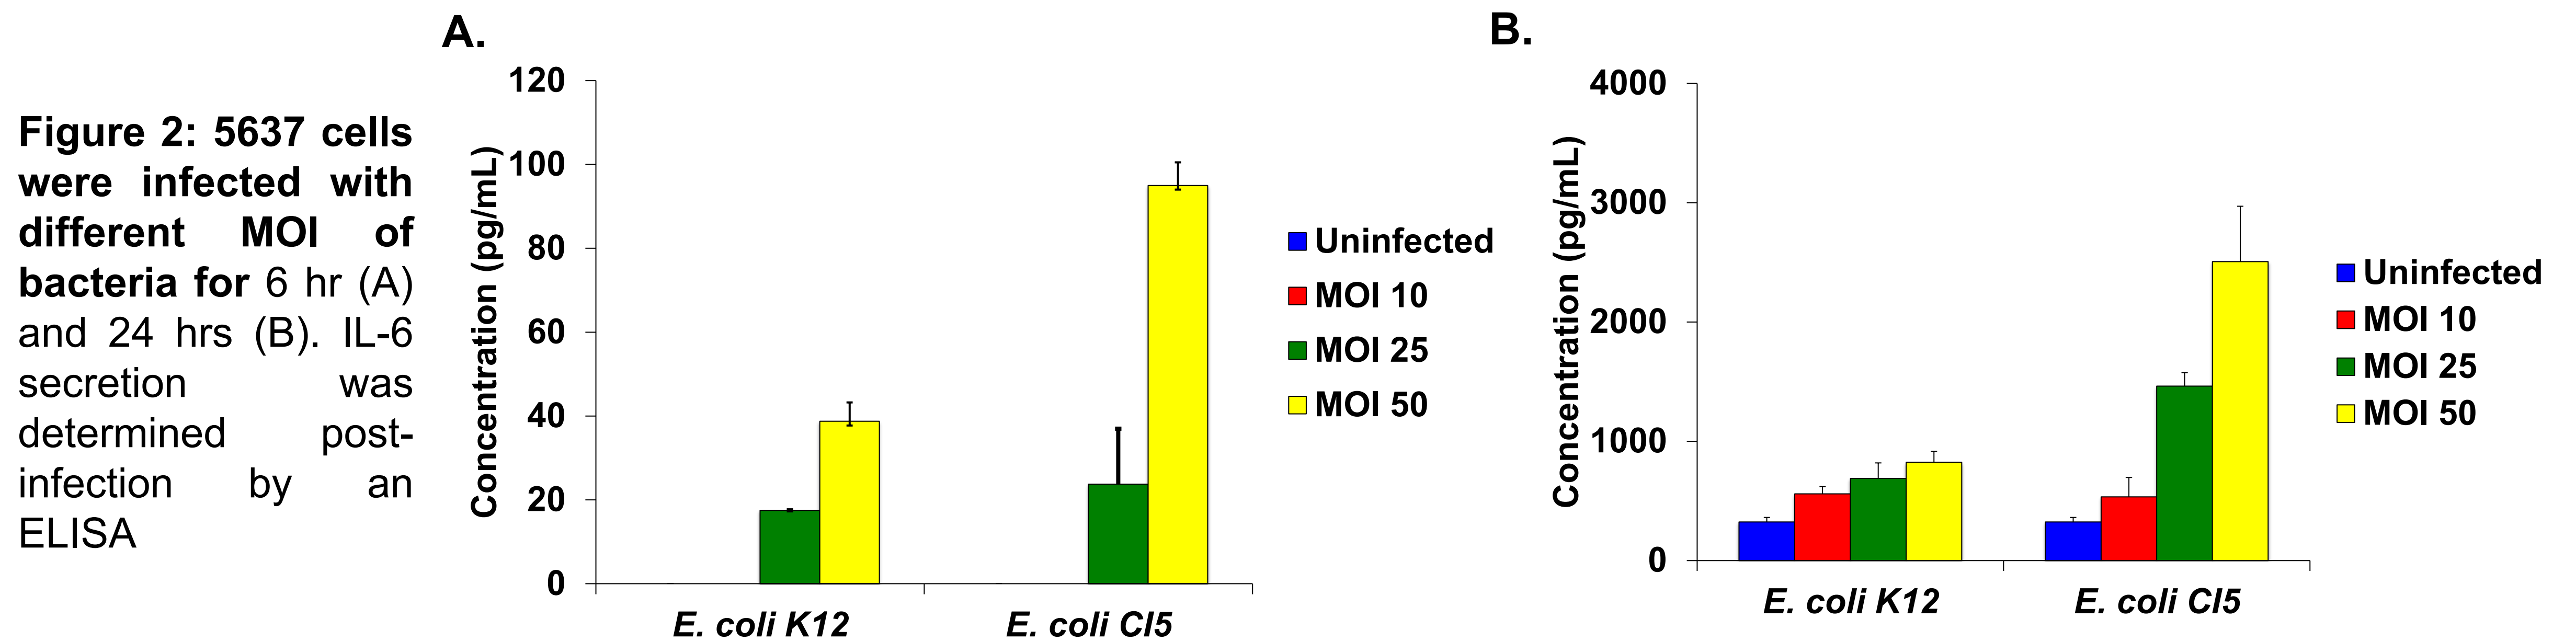 Figure 2: 5637 cells
were infected with
different MOI of
bacteria for 6 hr (A)
and 24 hrs (B). IL-6
secretion was
determined post-
infection by an
ELISA
A.
Concentration (pg/mL)
120
100
80
60
40
20
0
E. coli K12
E. coli CI5
Uninfected
MOI 10
MOI 25
MOI 50
B.
Concentration (pg/mL)
4000
3000
2000
1000
0
E. coli K12
E. coli CI5
Uninfected
MOI 10
MOI 25
MOI 50